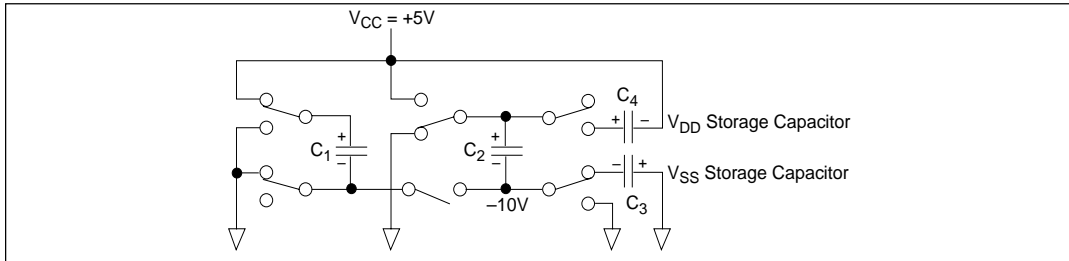 V_CC = +5V
C_4
+ –
V_DD Storage Capacitor
+
C_1
–
+
C_2
–
– +
V_SS Storage Capacitor
–10V
C_3